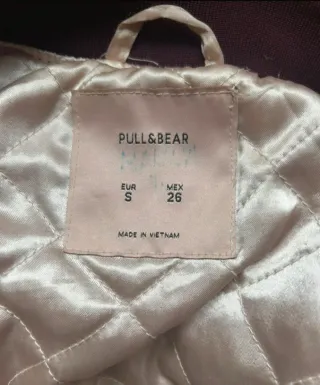 PULL&BEAR
EUR MEX
S 26
MADE IN VIETNAM